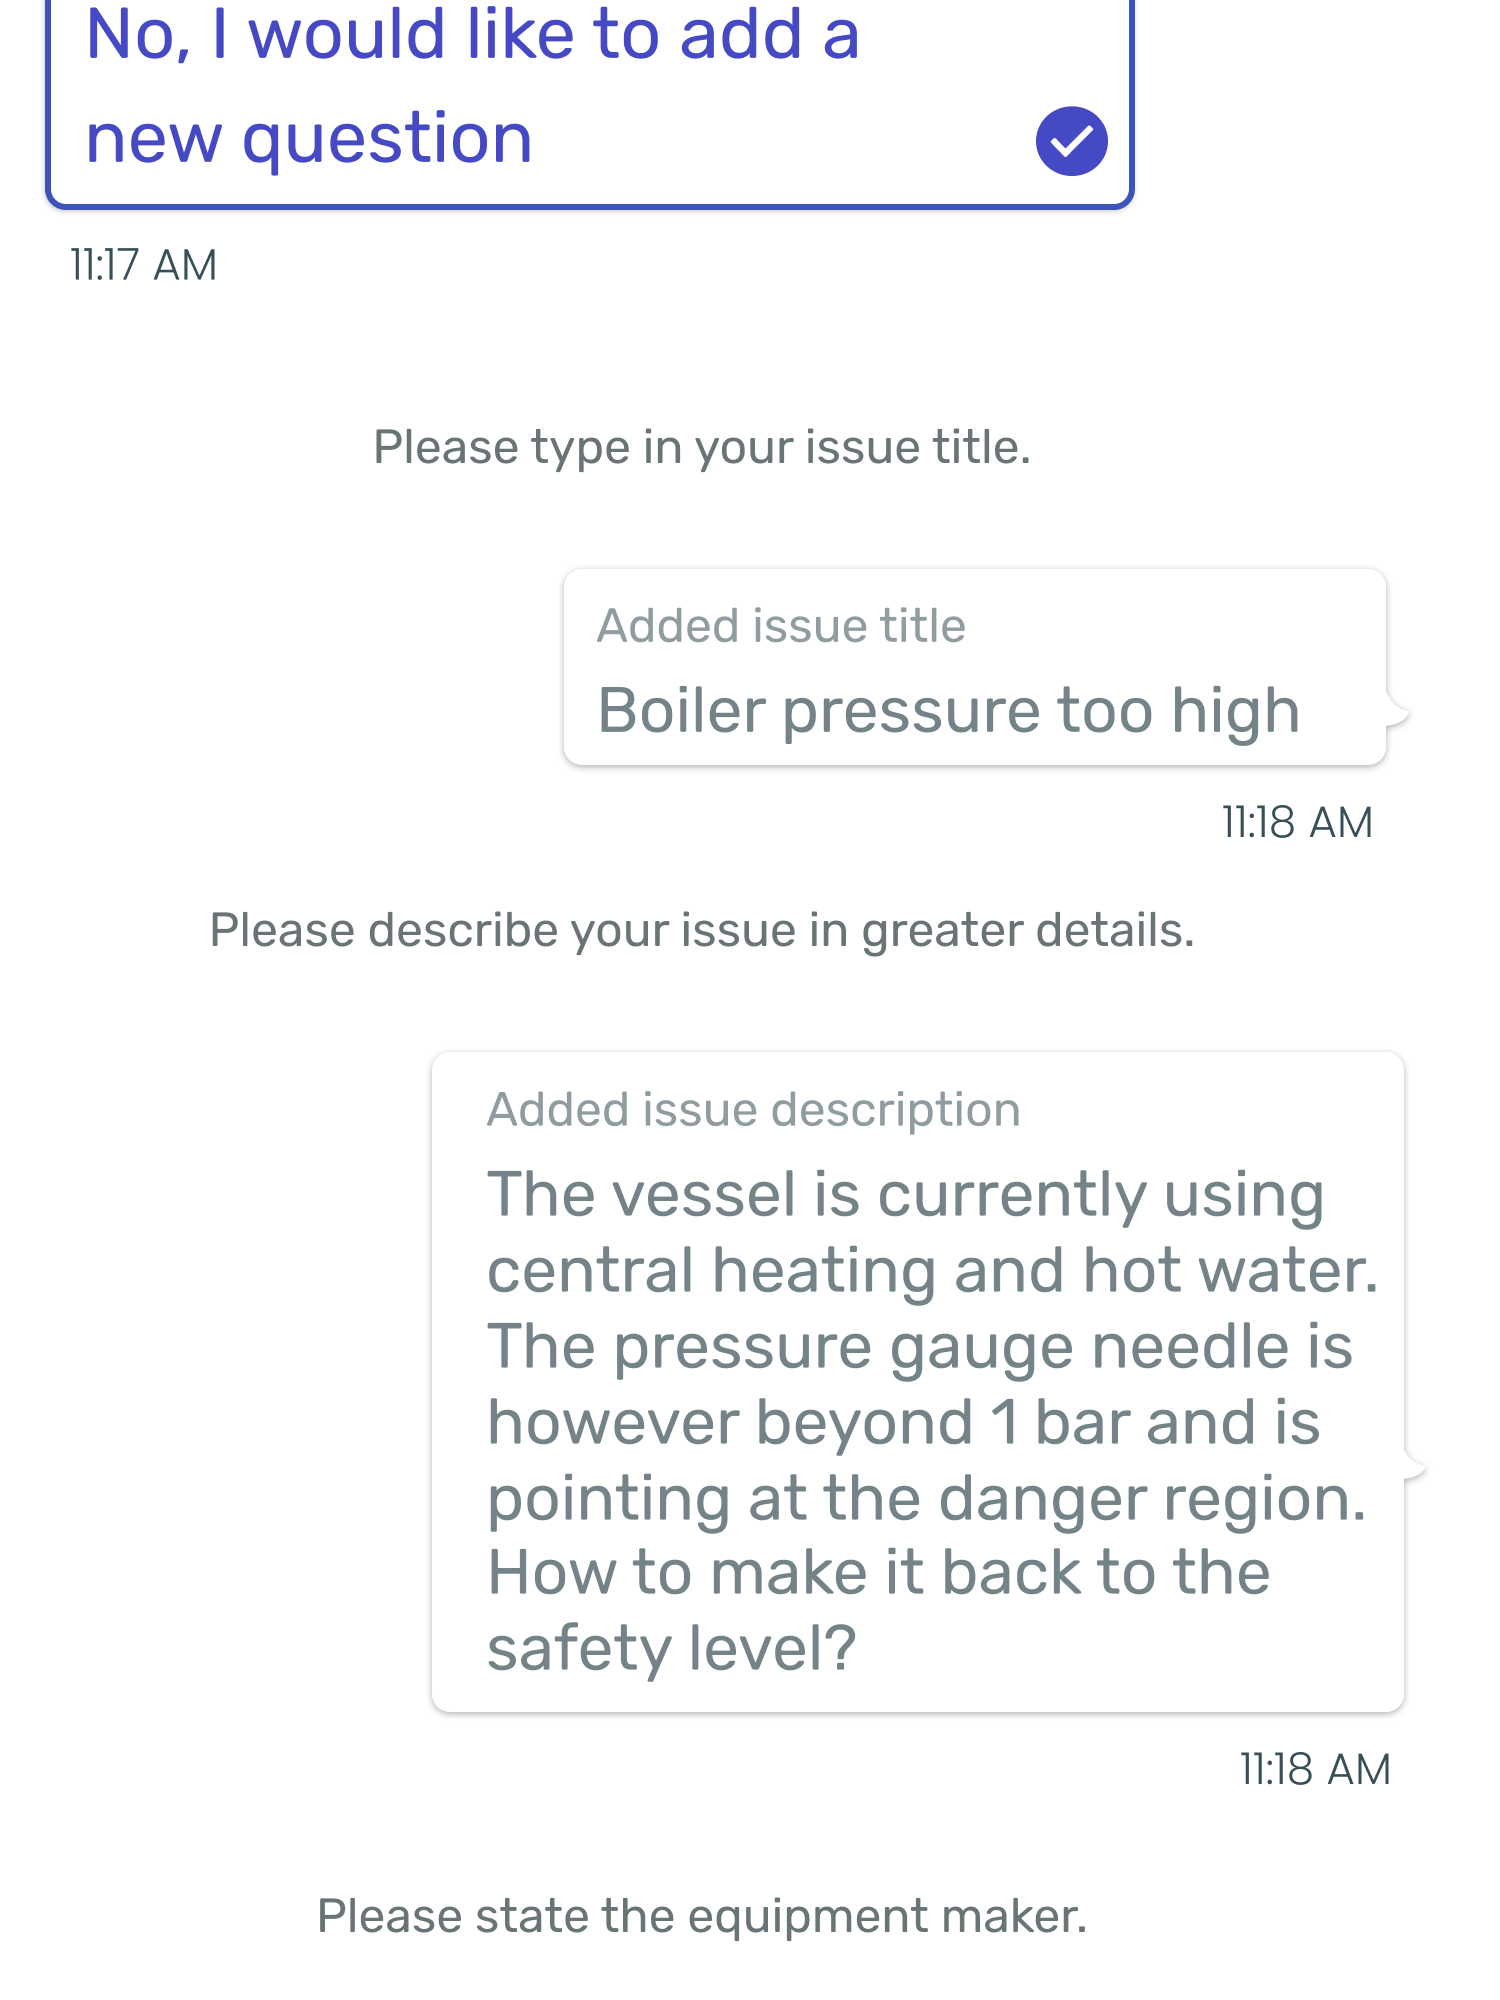 No, I would like to add a
new question
11:17 AM
Please type in your issue title.
Added issue title
Boiler pressure too high
11:18 AM
Please describe your issue in greater details.
Added issue description
The vessel is currently using
central heating and hot water.
The pressure gauge needle is
however beyond 1 bar and is
pointing at the danger region.
How to make it back to the
safety level?
11:18 AM
Please state the equipment maker.